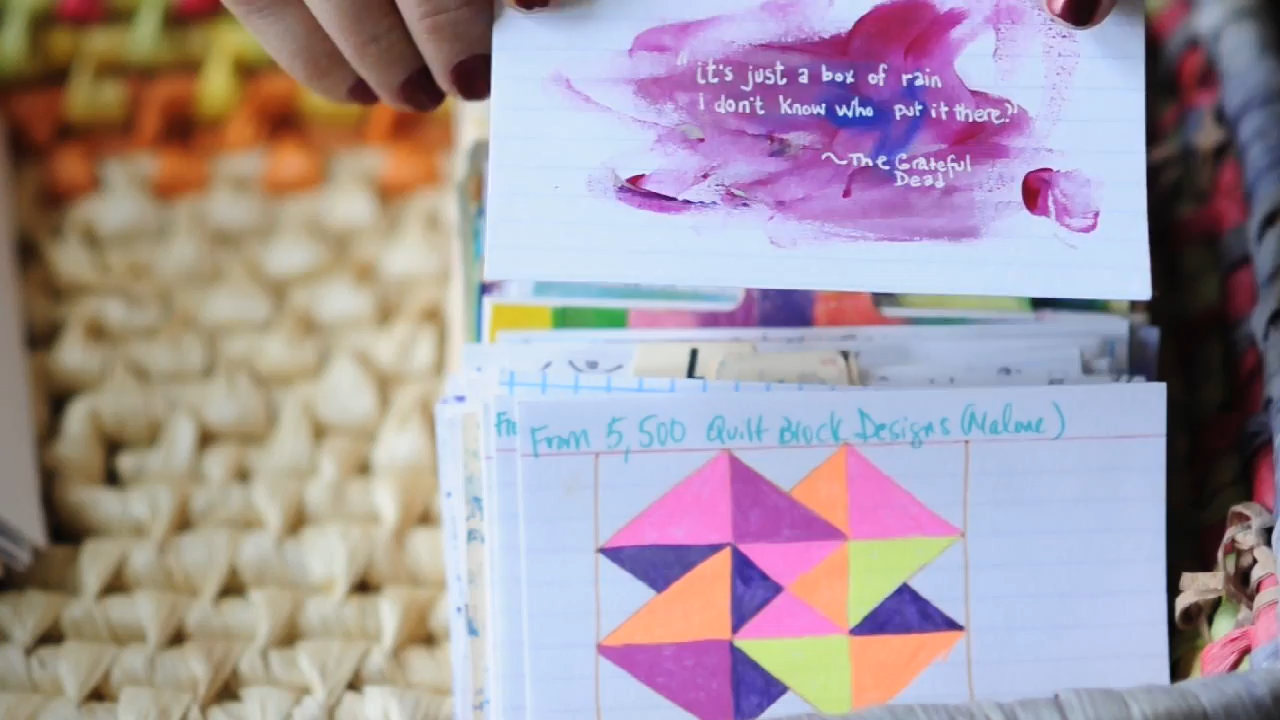 "it's just a box of rain
I don't know who put it there?"
~The Grateful
Dead
From 5,500 Quilt Block Designs (Malone)